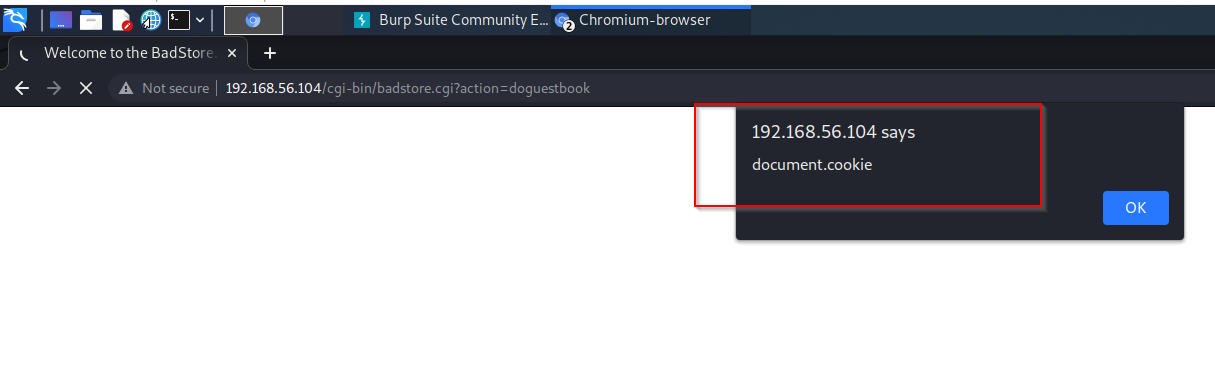 Burp Suite Community E...
2 Chromium-browser
Welcome to the BadStore.
Not secure 192.168.56.104/cgi-bin/badstore.cgi?action=doguestbook
192.168.56.104 says
document.cookie
OK